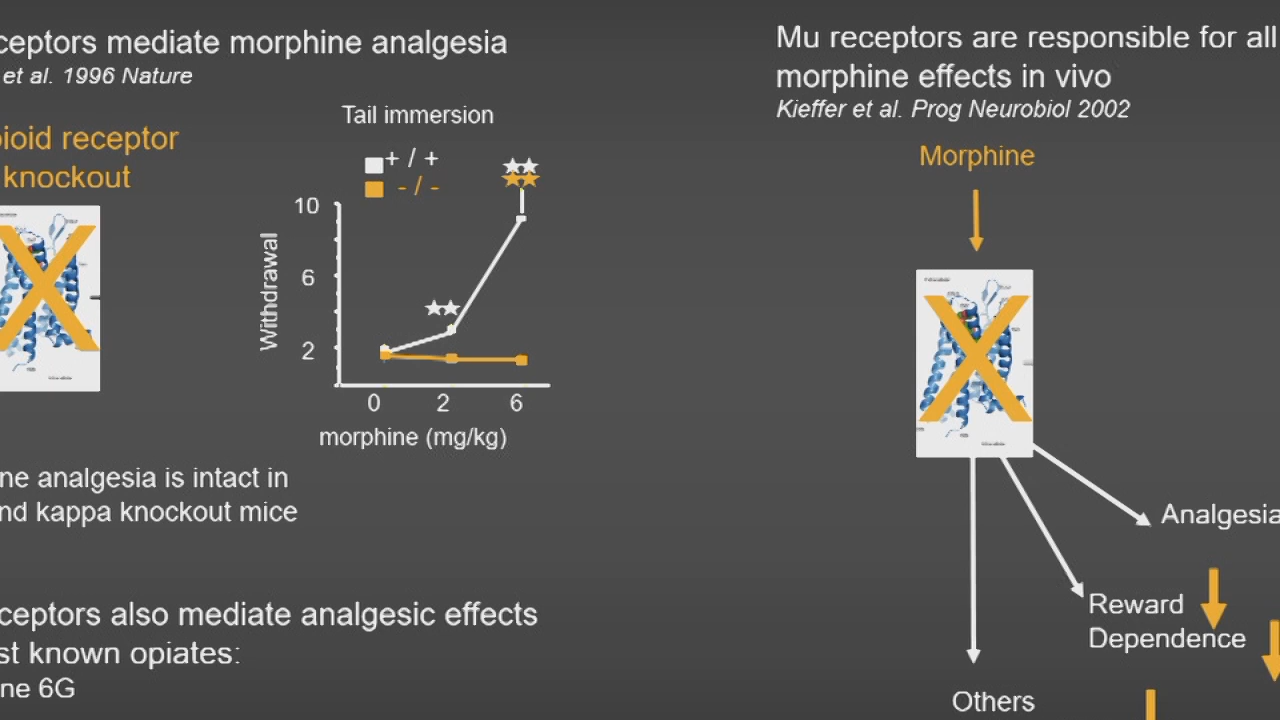 ceptors mediate morphine analgesia
et al. 1996 Nature
ioid receptor
knockout
Tail immersion
+ / +
- / -
Withdrawal
10
6
2
0 2 6
morphine (mg/kg)
ne analgesia is intact in
nd kappa knockout mice
ceptors also mediate analgesic effects
st known opiates:
ne 6G
Mu receptors are responsible for all
morphine effects in vivo
Kieffer et al. Prog Neurobiol 2002
Morphine
Analgesia
Reward
Dependence
Others